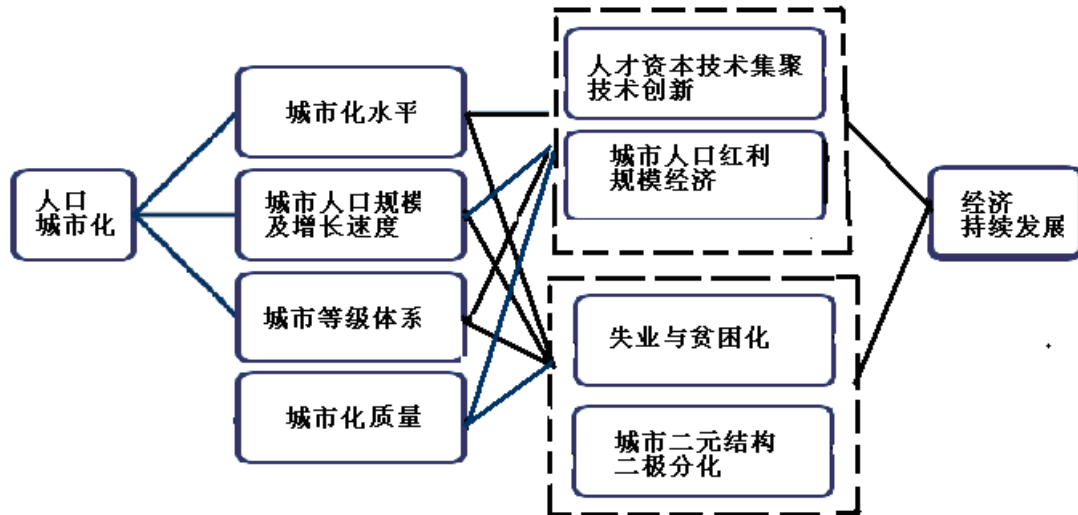 人口
城市化
城市化水平
城市人口规模
及增长速度
城市等级体系
城市化质量
人才资本技术集聚
技术创新
城市人口红利
规模经济
失业与贫困化
城市二元结构
二极分化
经济
持续发展